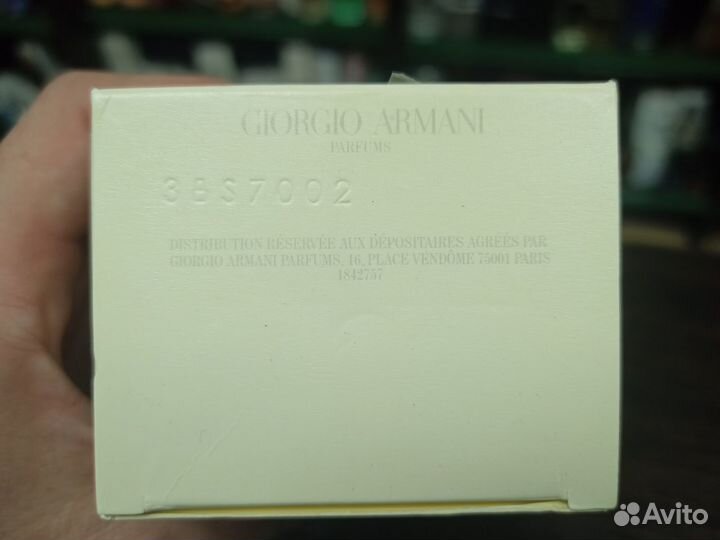 GIORGIO ARMANI
PARFUMS
3BS7002
DISTRIBUTION RÉSERVÉE AUX DÉPOSITAIRES AGRÉÉS PAR
GIORGIO ARMANI PARFUMS, 16, PLACE VENDÔME 75001 PARIS
1842757
Avito